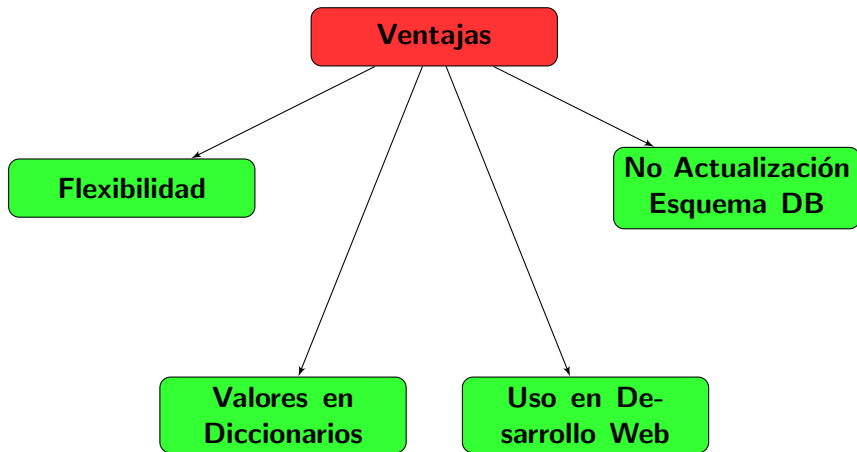 Ventajas
Flexibilidad
No Actualización
Esquema DB
Valores en
Diccionarios
Uso en De-
sarrollo Web